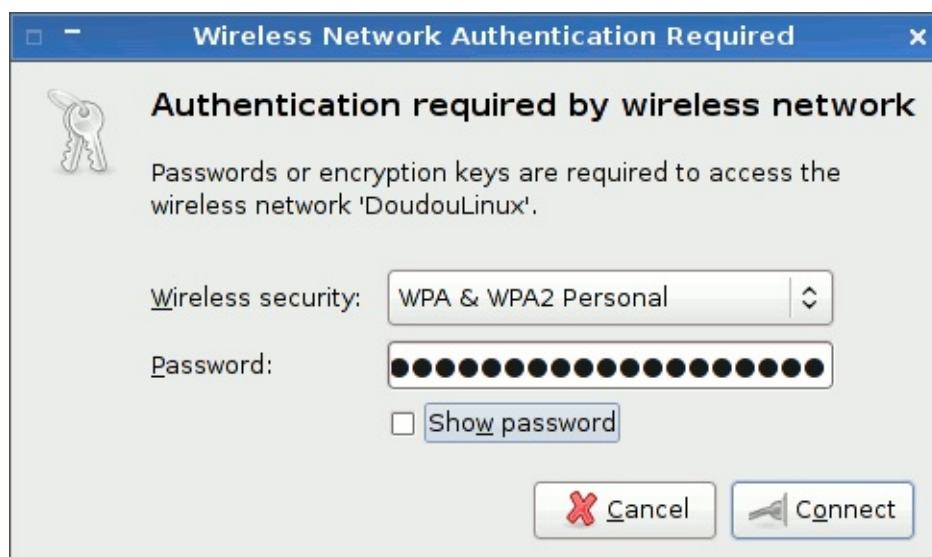 Wireless Network Authentication Required
Authentication required by wireless network
Passwords or encryption keys are required to access the
wireless network 'DoudouLinux'.
Wireless security: WPA & WPA2 Personal
Password: ●●●●●●●●●●●●●●●●●●●
Show password
Cancel Connect